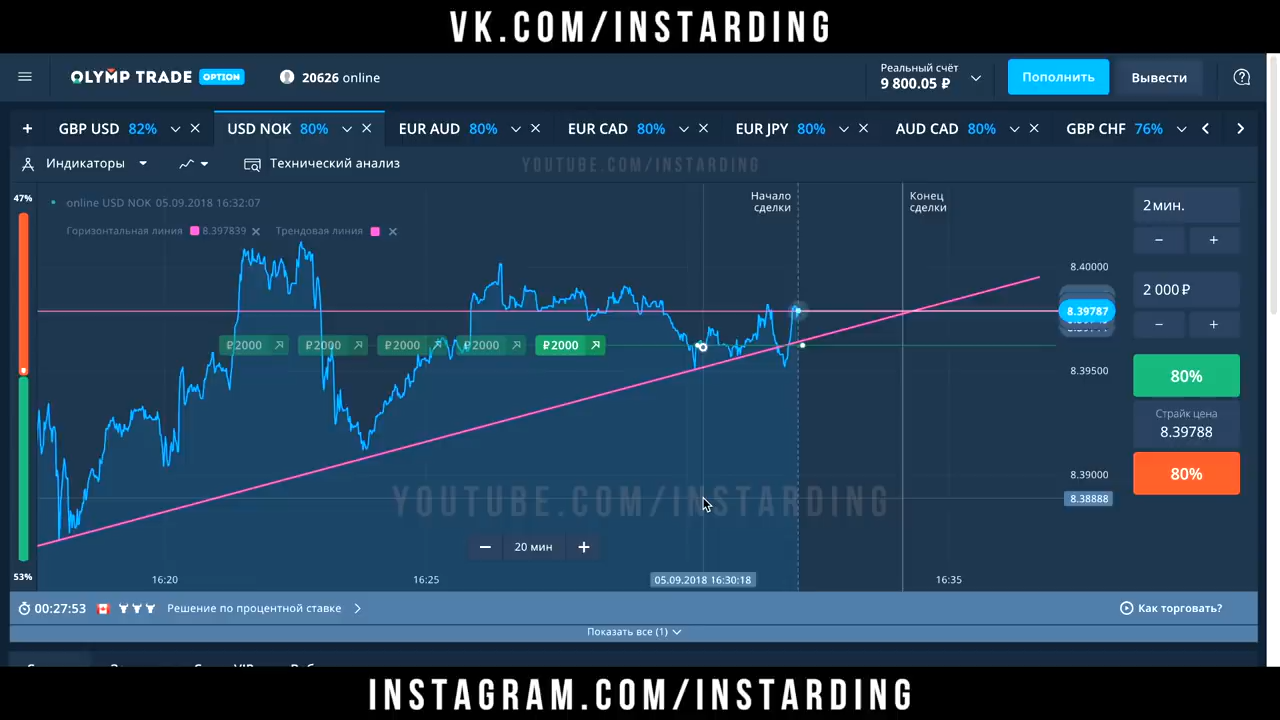 VK.COM/INSTARDING
OLYMP TRADE OPTION
20626 online
Реальный счёт
9 800.05 ₽
Пополнить
Вывести
GBP USD 82%
USD NOK 80%
EUR AUD 80%
EUR CAD 80%
EUR JPY 80%
AUD CAD 80%
GBP CHF 76%
Индикаторы
Технический анализ
YOUTUBE.COM/INSTARDING
47%
online USD NOK 05.09.2018 16:32:07
Начало
сделки
Конец
сделки
2 мин.
Горизонтальная линия 8.397839
Трендовая линия
8.40000
2 000 ₽
8.39787
₽2000
₽2000
₽2000
₽2000
₽2000
8.39500
80%
Страйк цена
8.39788
8.39000
80%
8.38888
YOUTUBE.COM/INSTARDING
20 мин
53%
16:20
16:25
05.09.2018 16:30:18
16:35
00:27:53
Решение по процентной ставке
Как торговать?
Показать все (1)
INSTAGRAM.COM/INSTARDING